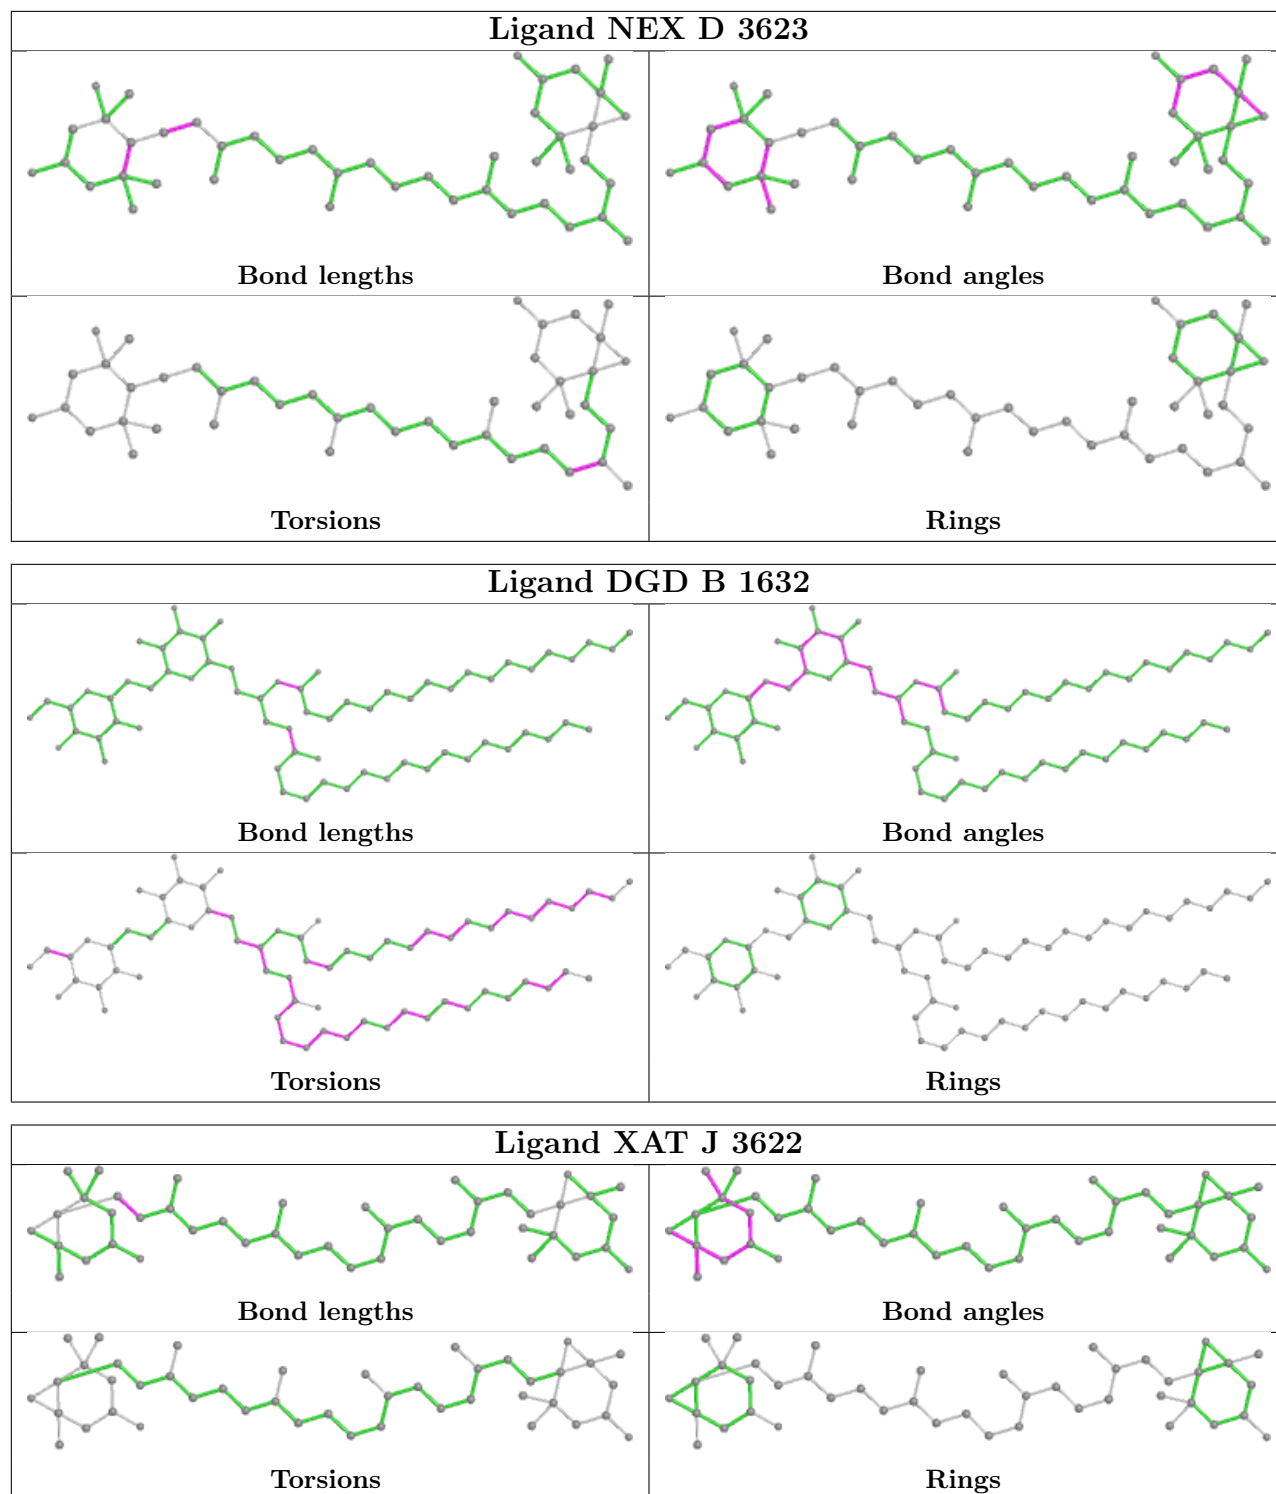 Ligand NEX D 3623
Bond lengths
Bond angles
Torsions
Rings
Ligand DGD B 1632
Bond lengths
Bond angles
Torsions
Rings
Ligand XAT J 3622
Bond lengths
Bond angles
Torsions
Rings